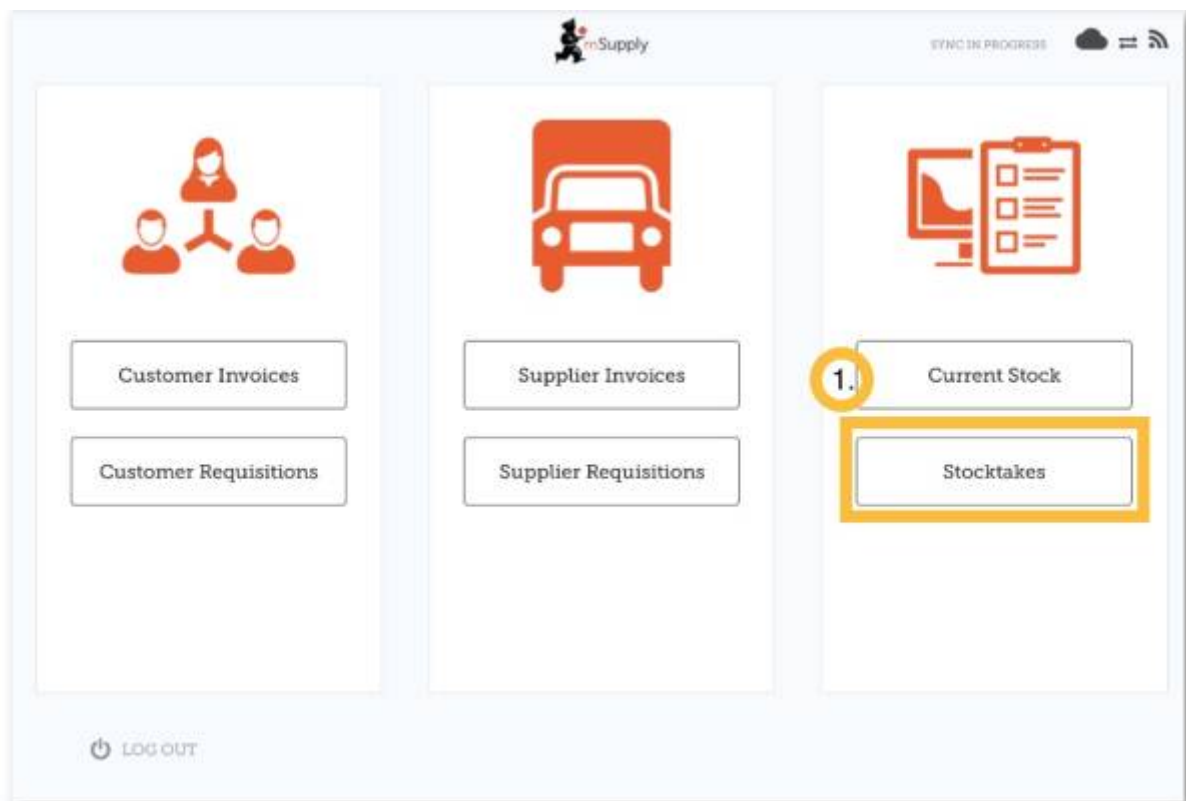 mSupply
SYNC IN PROGRESS
Customer Invoices
Customer Requisitions
Supplier Invoices
Supplier Requisitions
1.
Current Stock
Stocktakes
LOG OUT